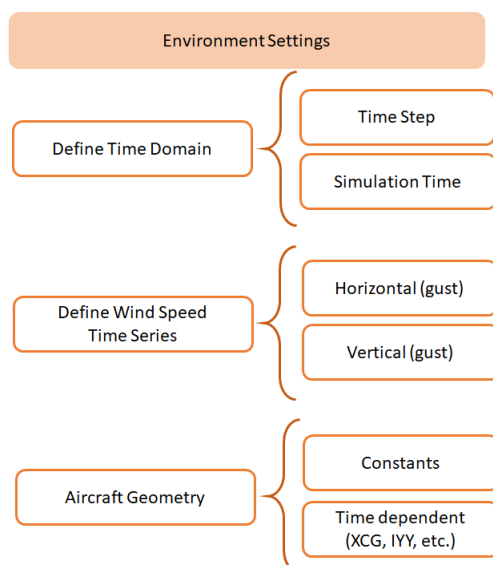 Environment Settings
Define Time Domain
Time Step
Simulation Time
Define Wind Speed
Time Series
Horizontal (gust)
Vertical (gust)
Aircraft Geometry
Constants
Time dependent
(XCG, IYY, etc.)